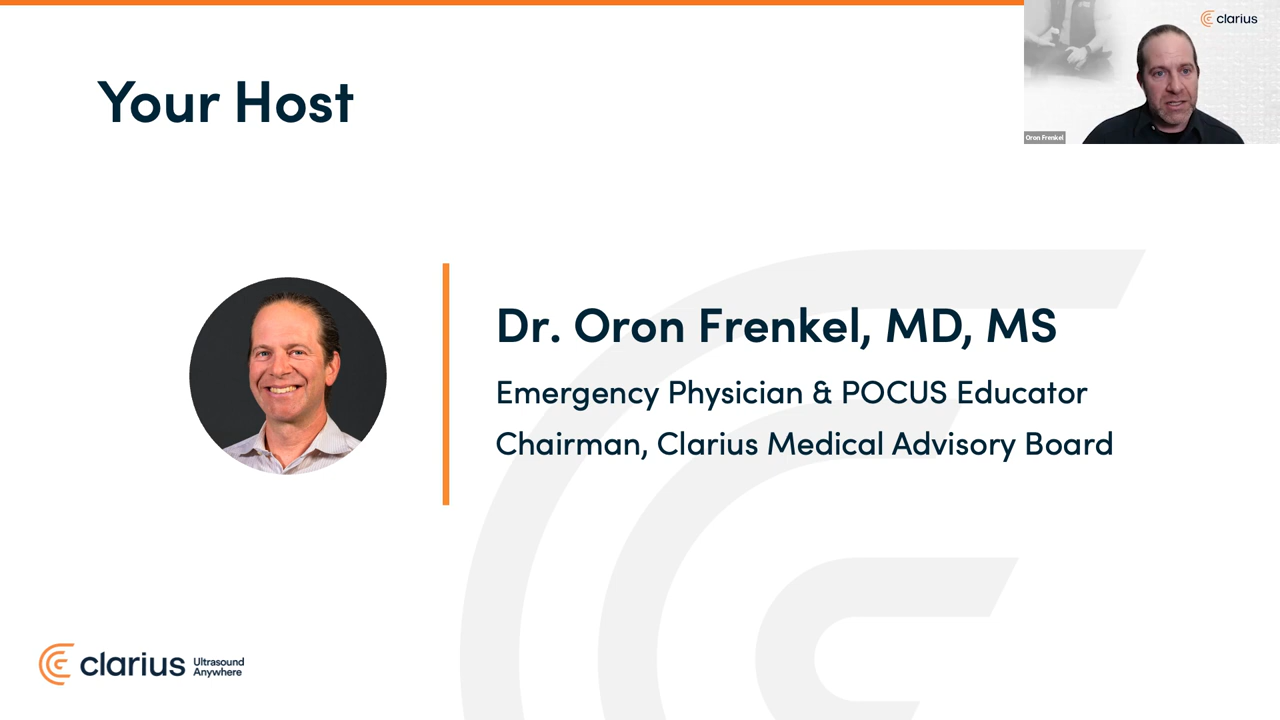 Your Host
clarius
Oron Frenkel
Dr. Oron Frenkel, MD, MS
Emergency Physician & POCUS Educator
Chairman, Clarius Medical Advisory Board
clarius Ultrasound
Anywhere